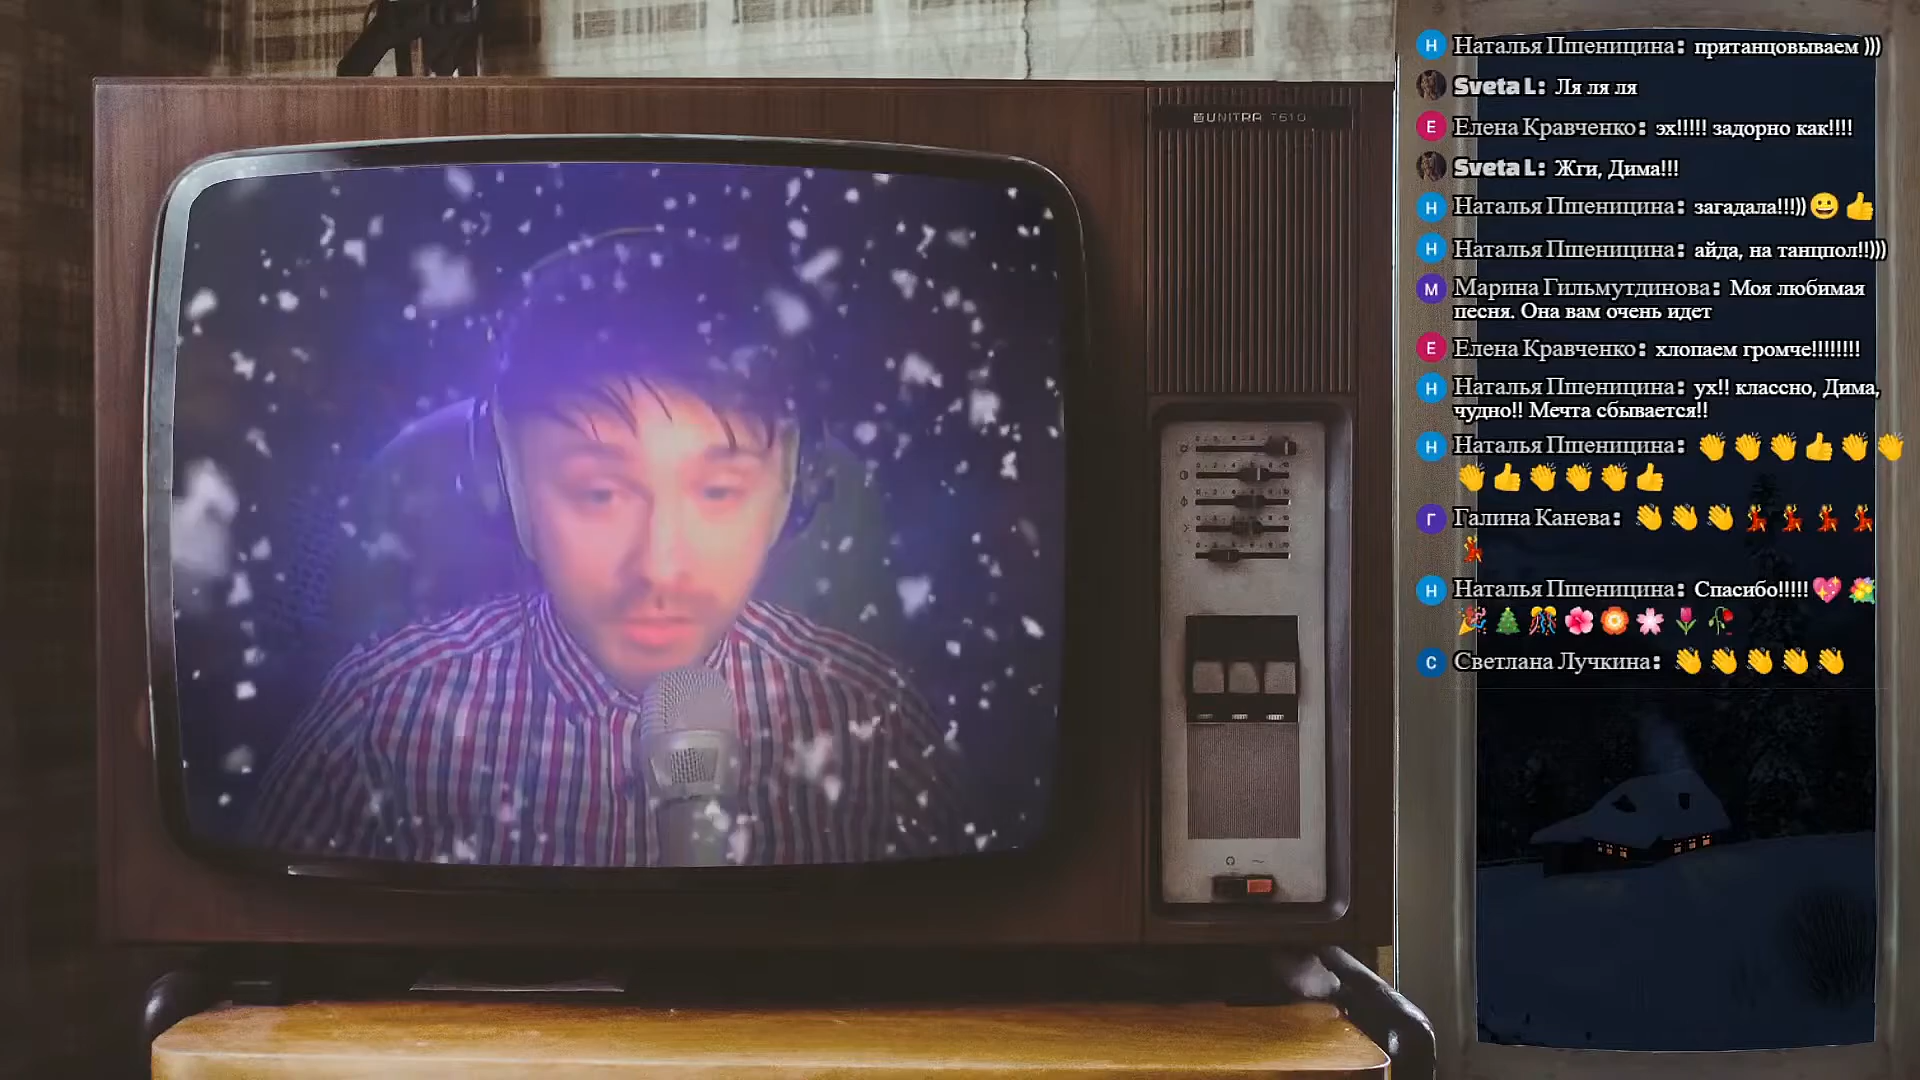 UNITRA T610
Наталья Пшеницина: пританцовываем )))
Sveta L: Ля ля ля
Елена Кравченко: эх!!!!! задорно как!!!!
Sveta L: Жги, Дима!!!
Наталья Пшеницина: загадала!!!))😀👍
Наталья Пшеницина: айда, на танцпол!!)))
Марина Гильмутдинова: Моя любимая
песня. Она вам очень идет
Елена Кравченко: хлопаем громче!!!!!!!!
Наталья Пшеницина: ух!! классно, Дима,
чудно!! Мечта сбывается!!
Наталья Пшеницина: 👏👏👏👍👏👏
👏👍👏👏👏👍
Галина Канева: 👋👋👋💃💃💃💃
💃
Наталья Пшеницина: Спасибо!!!!!💖💐
🎉🎄🎊🌺🏵️🌸🌷🥀
Светлана Лучкина: 👋👋👋👋👋